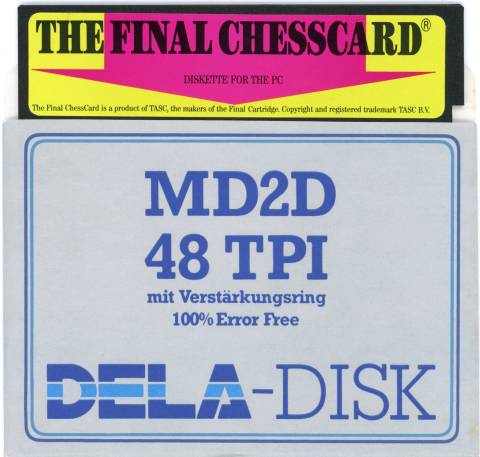 THE FINAL CHESSCARD®
DISKETTE FOR THE PC
The Final ChessCard is a product of TASC, the makers of the Final Cartridge. Copyright and registered trademark TASC B.V.
MD2D
48 TPI
mit Verstärkungsring
100% Error Free
DELA-DISK